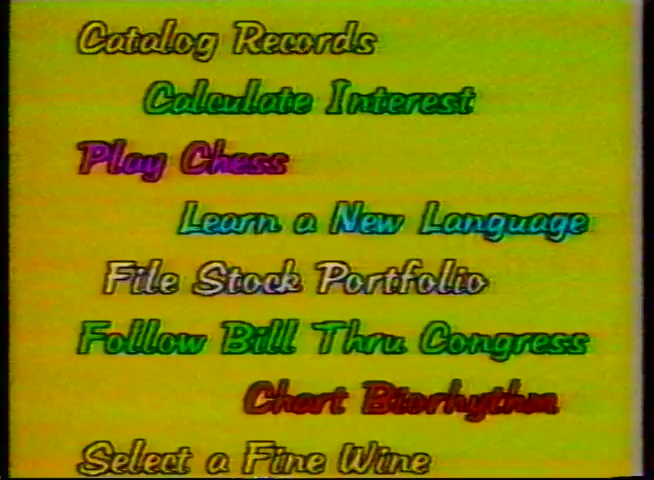 Catalog Records
Calculate Interest
Play Chess
Learn a New Language
File Stock Portfolio
Follow Bill Thru Congress
Chart Biorhythm
Select a Fine Wine